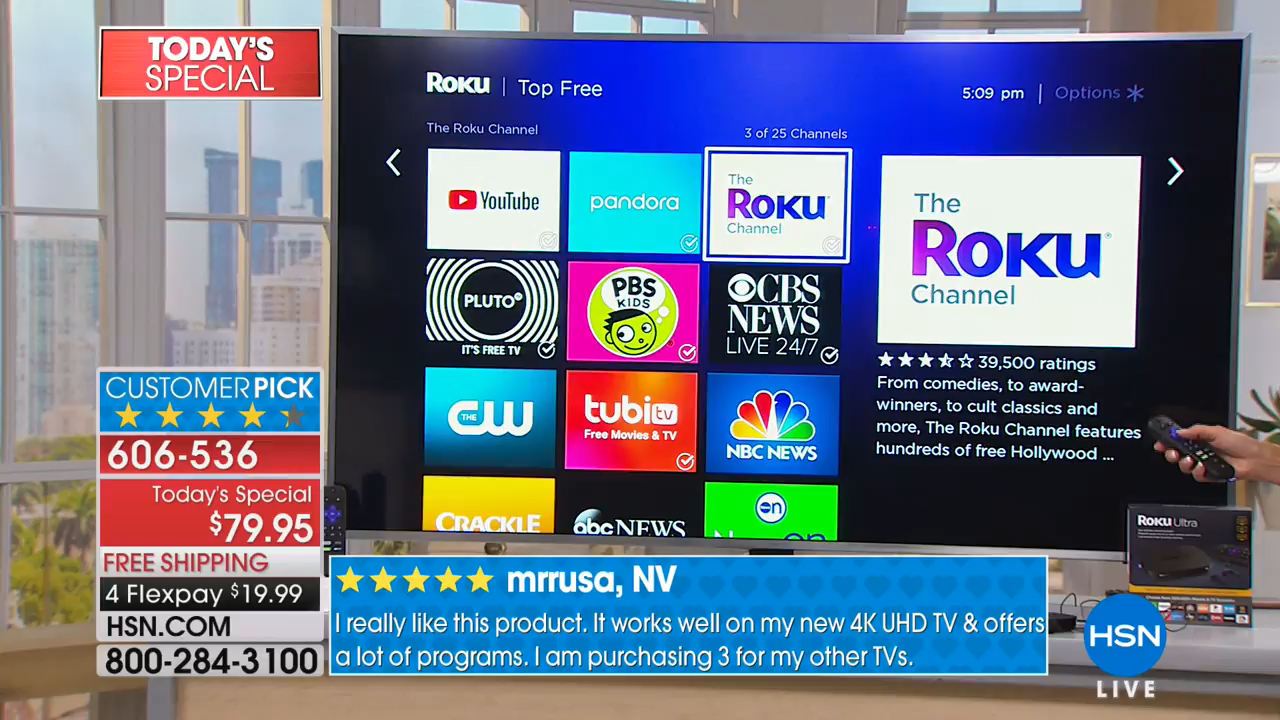 TODAY'S
SPECIAL
ROKU | Top Free
5:09 pm | Options
The Roku Channel
3 of 25 Channels
YouTube
pandora
The
ROKU
Channel
PLUTO
IT'S FREE TV
PBS
KIDS
CBS
NEWS
LIVE 24/7
THE CW
tubi tv
Free Movies & TV
NBC NEWS
CRACKLE
abc NEWS
on
The
ROKU
Channel
39,500 ratings
From comedies, to award-
winners, to cult classics and
more, The Roku Channel features
hundreds of free Hollywood ...
CUSTOMER PICK
606-536
Today's Special
$79.95
FREE SHIPPING
4 Flexpay $19.99
HSN.COM
800-284-3100
mrrusa, NV
I really like this product. It works well on my new 4K UHD TV & offers
a lot of programs. I am purchasing 3 for my other TVs.
ROKU Ultra
HSN
LIVE